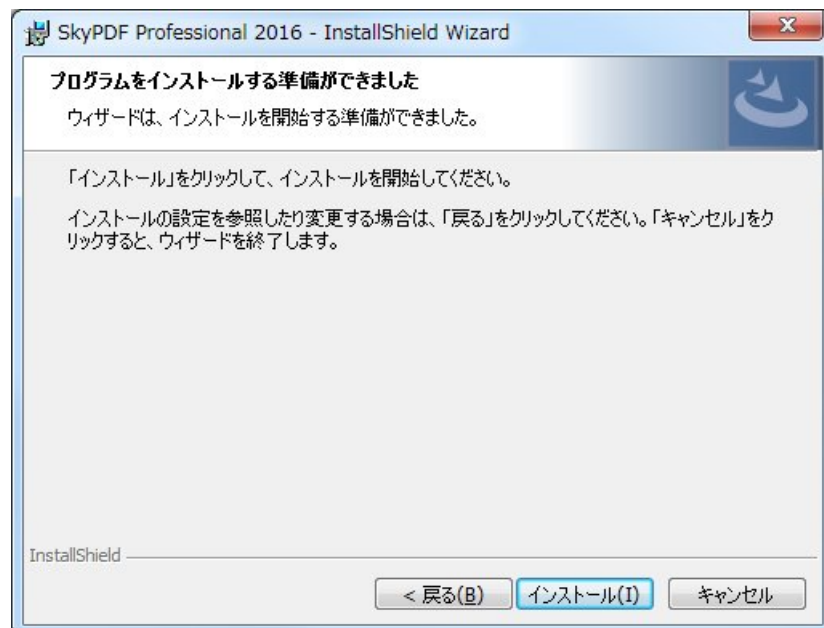 SkyPDF Professional 2016 - InstallShield Wizard
プログラムをインストールする準備ができました
ウィザードは、インストールを開始する準備ができました。
「インストール」をクリックして、インストールを開始してください。
インストールの設定を参照したり変更する場合は、「戻る」をクリックしてください。「キャンセル」をク
リックすると、ウィザードを終了します。
InstallShield
< 戻る(B) インストール(I) キャンセル